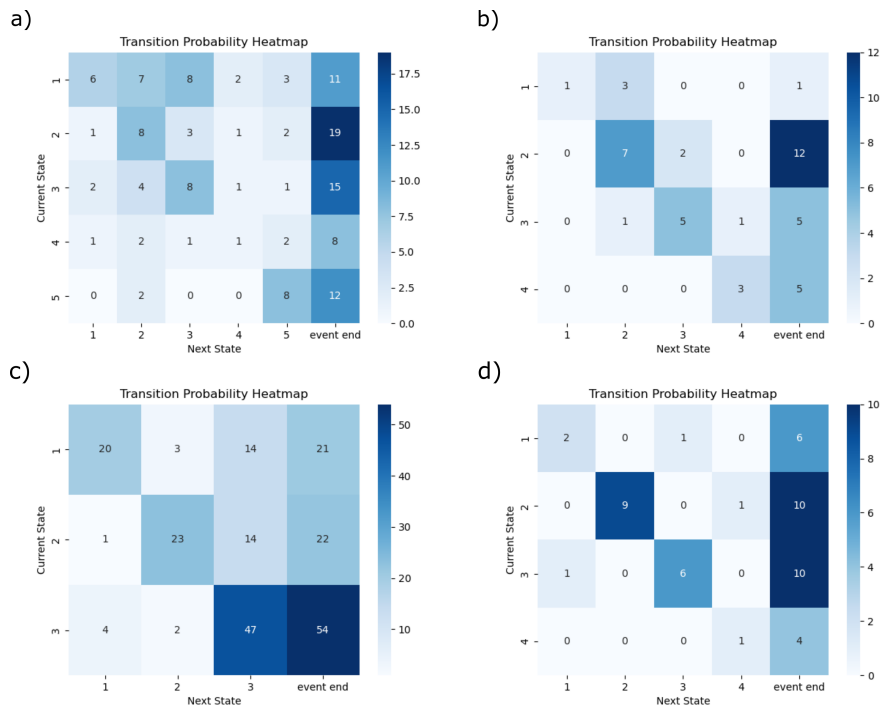 a)
Transition Probability Heatmap
1 6 7 8 2 3 11
2 1 8 3 1 2 19
3 2 4 8 1 1 15
4 1 2 1 1 2 8
5 0 2 0 0 8 12
1 2 3 4 5 event end
Current State
Next State
17.5
15.0
12.5
10.0
7.5
5.0
2.5
0.0
b)
Transition Probability Heatmap
1 1 3 0 0 1
2 0 7 2 0 12
3 0 1 5 1 5
4 0 0 0 3 5
1 2 3 4 event end
Current State
Next State
12
10
8
6
4
2
0
c)
Transition Probability Heatmap
1 20 3 14 21
2 1 23 14 22
3 4 2 47 54
1 2 3 event end
Current State
Next State
50
40
30
20
10
d)
Transition Probability Heatmap
1 2 0 1 0 6
2 0 9 0 1 10
3 1 0 6 0 10
4 0 0 0 1 4
1 2 3 4 event end
Current State
Next State
10
8
6
4
2
0